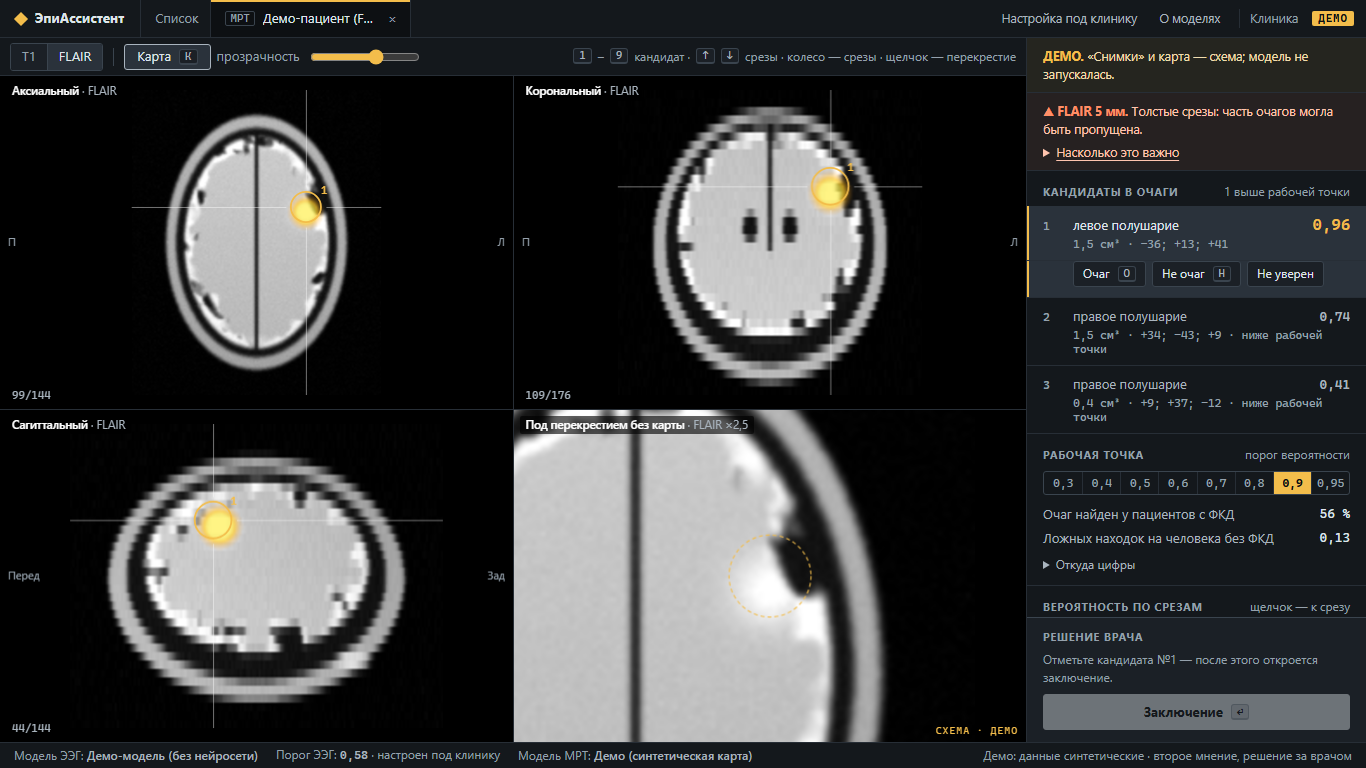 ЭпиАссистент
Список
МРТ Демо-пациент (F... ×
Настройка под клинику
О моделях
Клиника ДЕМО
T1 FLAIR
Карта К
прозрачность
1 – 9 кандидат · ↑ ↓ срезы · колесо — срезы · щелчок — перекрестие
Аксиальный · FLAIR
1
П
Л
99/144
Корональный · FLAIR
1
П
Л
109/176
Сагиттальный · FLAIR
Перед
Зад
44/144
Под перекрестием без карты · FLAIR ×2,5
СХЕМА · ДЕМО
ДЕМО. «Снимки» и карта — схема; модель не
запускалась.
▲ FLAIR 5 мм. Толстые срезы: часть очагов могла
быть пропущена.
▶ Насколько это важно
КАНДИДАТЫ В ОЧАГИ 1 выше рабочей точки
1 левое полушарие 0,96
1,5 см³ · −36; +13; +41
Очаг О Не очаг Н Не уверен
2 правое полушарие 0,74
1,5 см³ · +34; −43; +9 · ниже рабочей
точки
3 правое полушарие 0,41
0,4 см³ · +9; +37; −12 · ниже рабочей
точки
РАБОЧАЯ ТОЧКА порог вероятности
0,3 0,4 0,5 0,6 0,7 0,8 0,9 0,95
Очаг найден у пациентов с ФКД 56 %
Ложных находок на человека без ФКД 0,13
▶ Откуда цифры
ВЕРОЯТНОСТЬ ПО СРЕЗАМ щелчок — к срезу
РЕШЕНИЕ ВРАЧА
Отметьте кандидата №1 — после этого откроется
заключение.
Заключение ↵
Модель ЭЭГ: Демо-модель (без нейросети) Порог ЭЭГ: 0,58 · настроен под клинику Модель МРТ: Демо (синтетическая карта) Демо: данные синтетические · второе мнение, решение за врачом